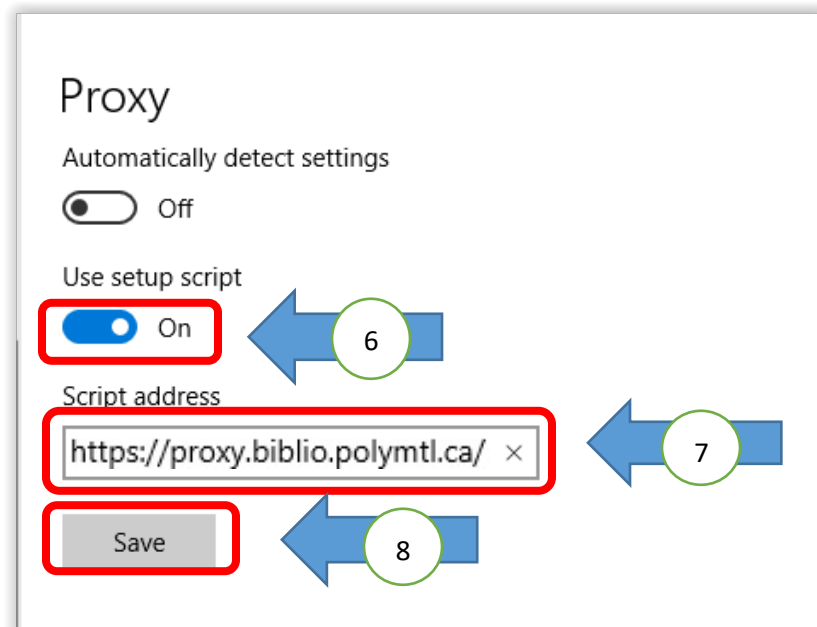 Proxy
Automatically detect settings
Off
Use setup script
On
6
Script address
https://proxy.biblio.polymtl.ca/ ×
7
Save
8